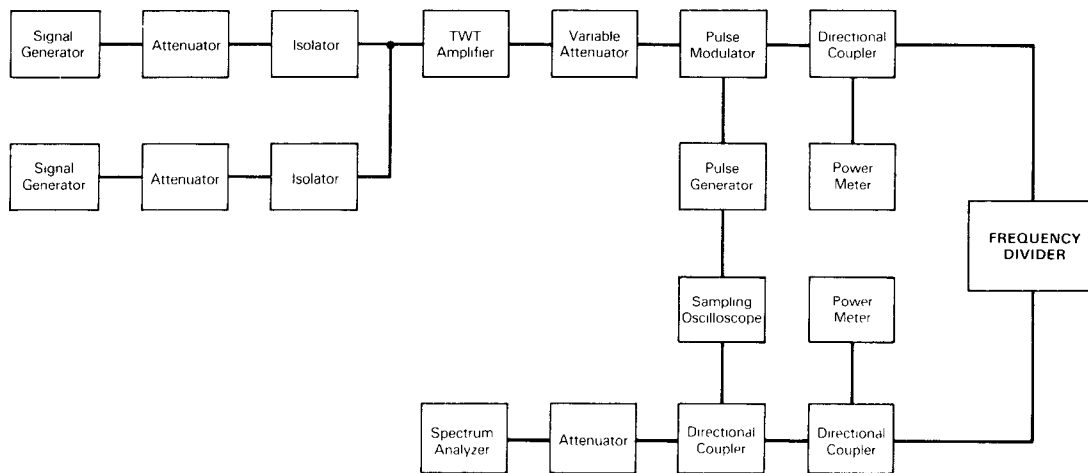 Signal
Generator
Attenuator
Isolator
TWT
Amplifier
Variable
Attenuator
Pulse
Modulator
Directional
Coupler
Signal
Generator
Attenuator
Isolator
Pulse
Generator
Power
Meter
FREQUENCY
DIVIDER
Sampling
Oscilloscope
Power
Meter
Spectrum
Analyzer
Attenuator
Directional
Coupler
Directional
Coupler